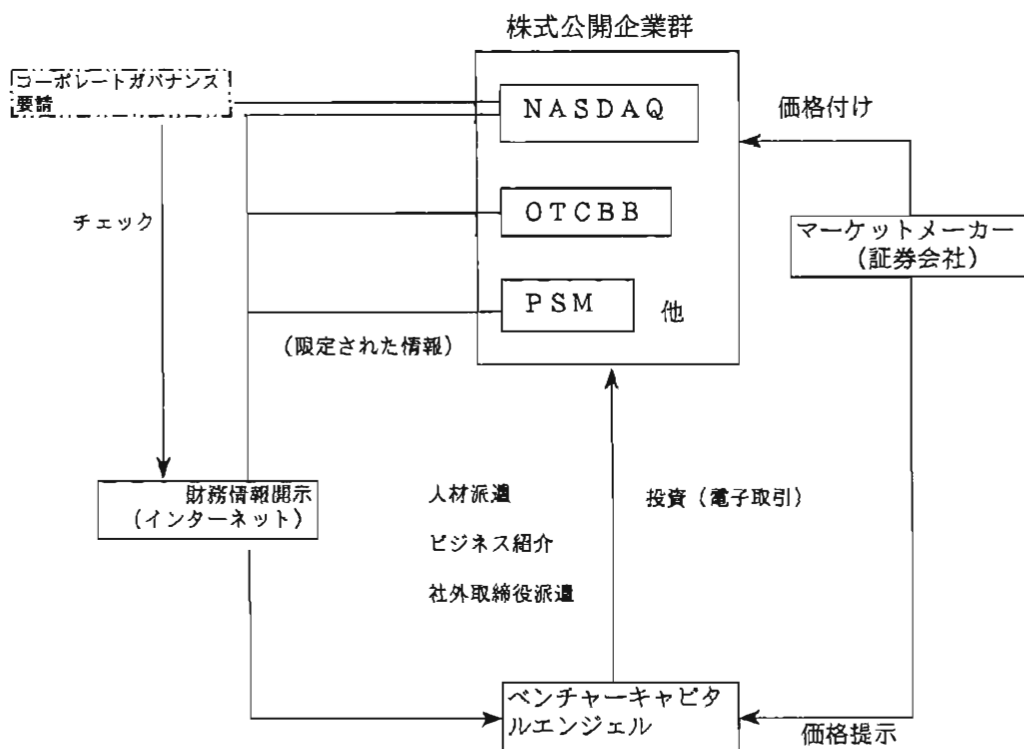 株式公開企業群
コーポレートガバナンス
要請
NASDAQ
価格付け
チェック
OTCBB
マーケットメーカー
(証券会社)
PSM
他
(限定された情報)
財務情報開示
(インターネット)
人材派遣
投資(電子取引)
ビジネス紹介
社外取締役派遣
ベンチャーキャピタ
ルエンジェル
価格提示